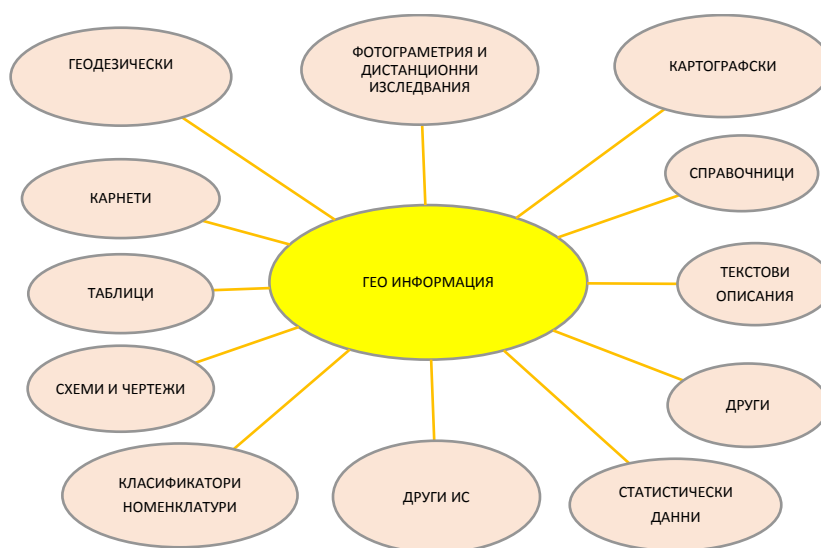 ГЕОДЕЗИЧЕСКИ
ФОТОГРАМЕТРИЯ И
ДИСТАНЦИОННИ
ИЗСЛЕДВАНИЯ
КАРТОГРАФСКИ
КАРНЕТИ
СПРАВОЧНИЦИ
ГЕО ИНФОРМАЦИЯ
ТАБЛИЦИ
ТЕКСТОВИ
ОПИСАНИЯ
СХЕМИ И ЧЕРТЕЖИ
ДРУГИ
КЛАСИФИКАТОРИ
НОМЕНКЛАТУРИ
ДРУГИ ИС
СТАТИСТИЧЕСКИ
ДАННИ